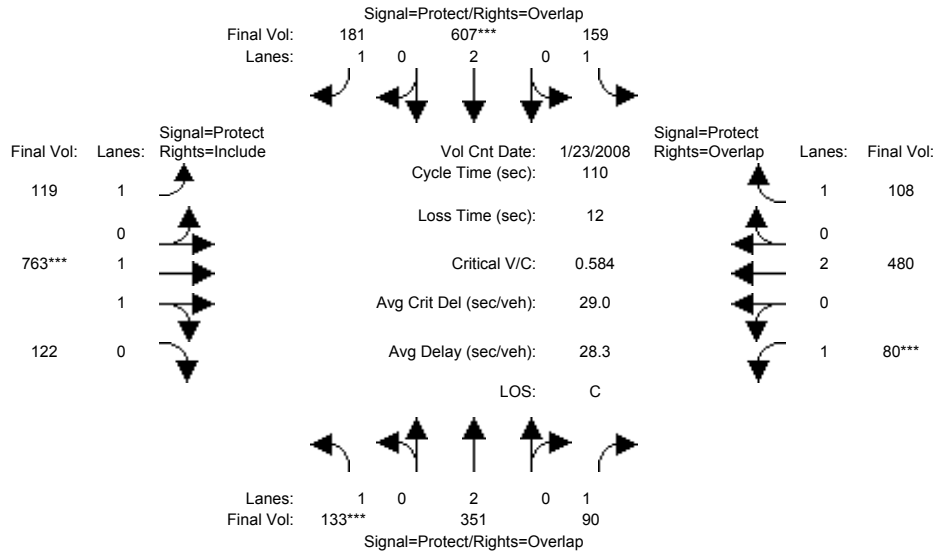 Signal=Protect/Rights=Overlap
Final Vol: 181 607*** 159
Lanes: 1 0 2 0 1
Signal=Protect Signal=Protect
Final Vol: Lanes: Rights=Include Vol Cnt Date: 1/23/2008 Rights=Overlap Lanes: Final Vol:
Cycle Time (sec): 110
119 1 1 108
Loss Time (sec): 12
0 0
763*** 1 Critical V/C: 0.584 2 480
1 Avg Crit Del (sec/veh): 29.0 0
122 0 Avg Delay (sec/veh): 28.3 1 80***
LOS: C
Lanes: 1 0 2 0 1
Final Vol: 133*** 351 90
Signal=Protect/Rights=Overlap